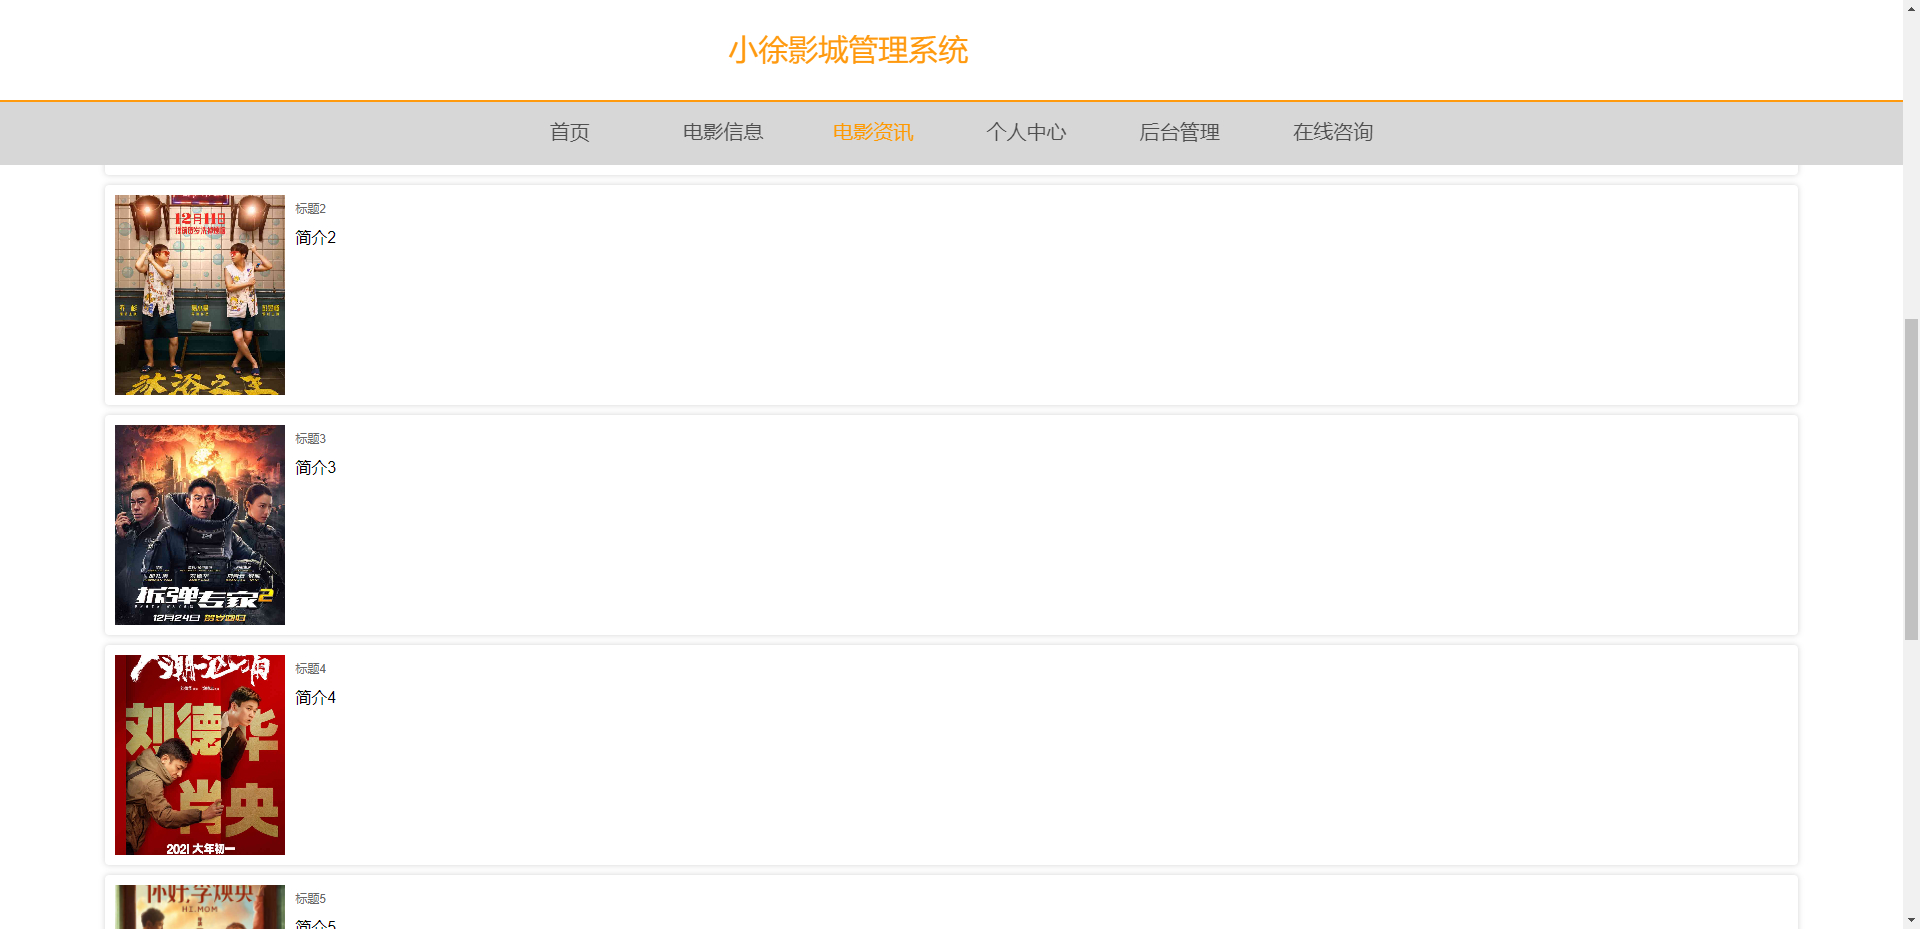 小徐影城管理系统
首页 电影信息 电影资讯 个人中心 后台管理 在线咨询
标题2
简介2
12月11日
沐浴之王
标题3
简介3
拆弹专家2
12月24日
标题4
简介4
刘德华
肖央
2021 大年初一
标题5
简介5
你好,李焕英
HI, MOM